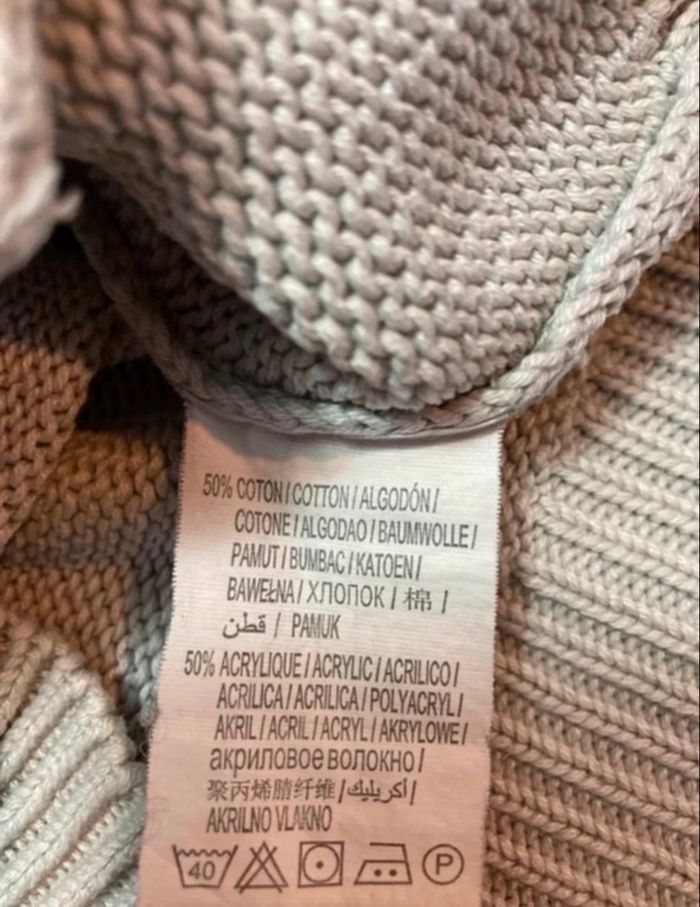 50% COTON / COTTON / ALGODÓN /
COTONE / ALGODAO / BAUMWOLLE /
PAMUT / BUMBAC / KATOEN /
BAWEŁNA / ХЛОПОК / 棉 /
قطن / PAMUK
50% ACRYLIQUE / ACRYLIC / ACRILICO /
ACRILICA / ACRILICA / POLYACRYL /
AKRIL / ACRIL / ACRYL / AKRYLOWE /
акриловое волокно /
聚丙烯腈纤维 / أكريليك /
AKRILNO VLAKNO
40 P